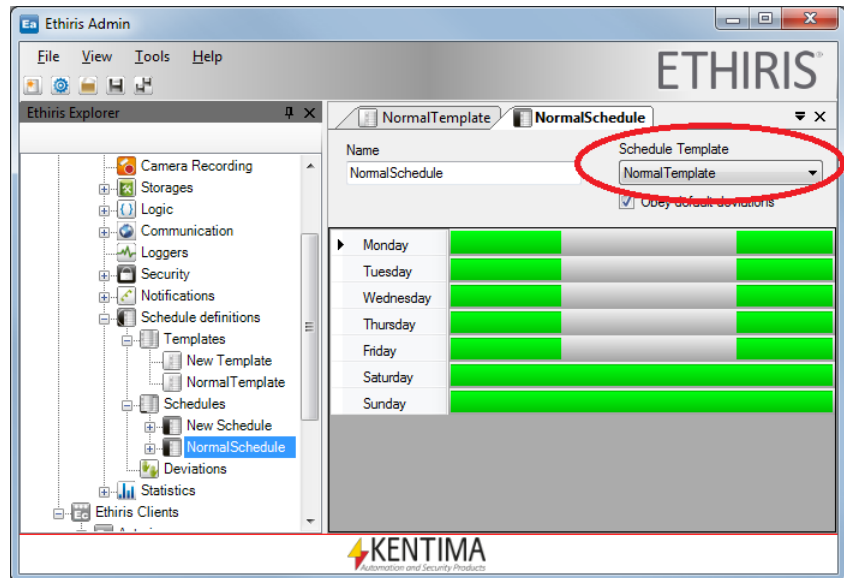 Ea Ethiris Admin
File View Tools Help
ETHIRIS
Ethiris Explorer
NormalTemplate
NormalSchedule
Name
Schedule Template
NormalSchedule
NormalTemplate
Obey default deviations
Camera Recording
Storages
Logic
Communication
Loggers
Security
Notifications
Schedule definitions
Templates
New Template
NormalTemplate
Schedules
New Schedule
NormalSchedule
Deviations
Statistics
Ethiris Clients
Monday
Tuesday
Wednesday
Thursday
Friday
Saturday
Sunday
KENTIMA
Automation and Security Products